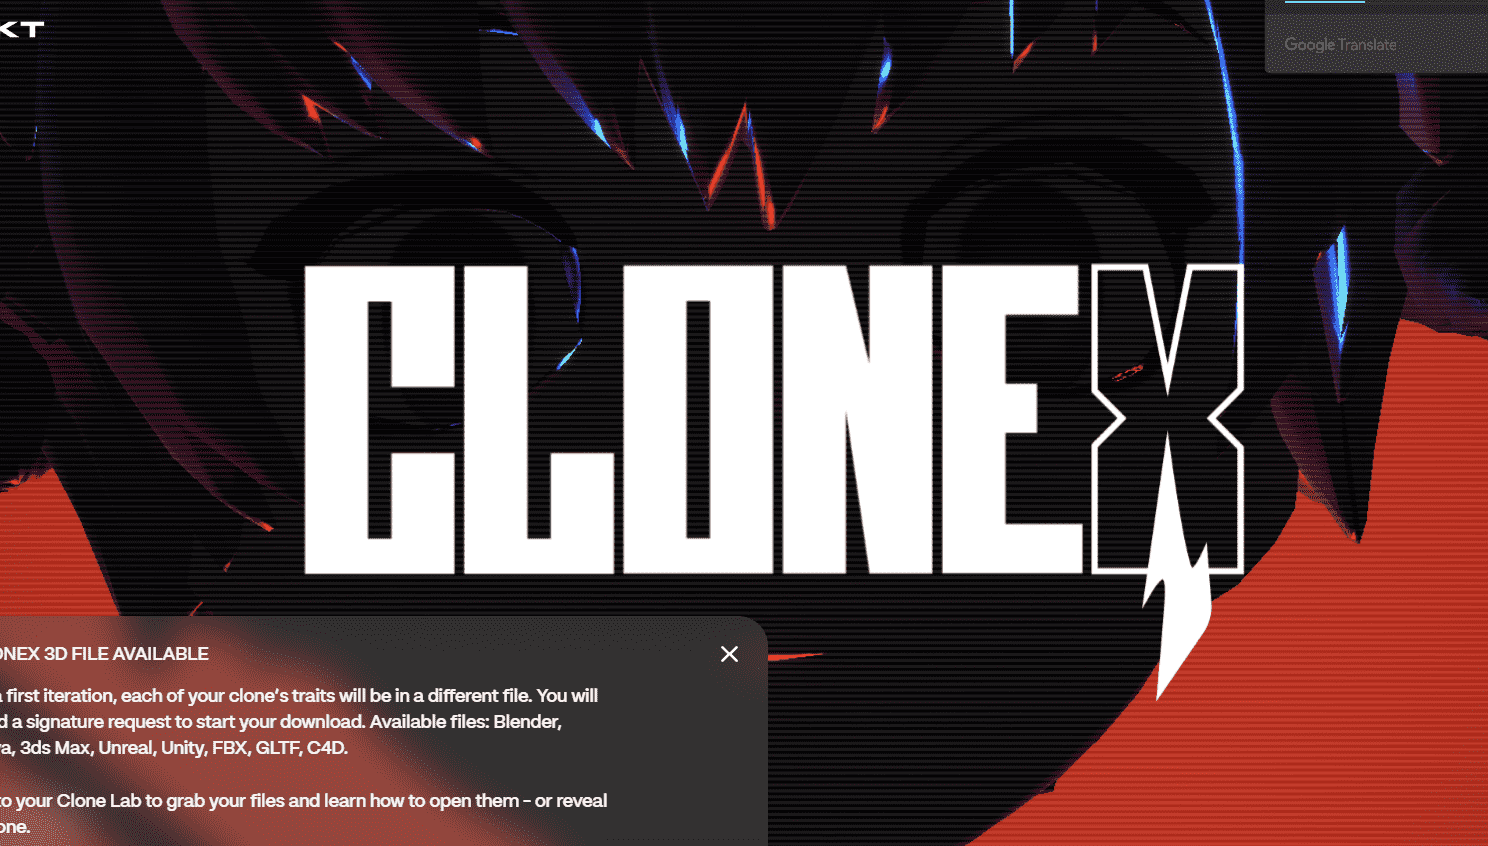 KT
Google Translate
CLONEX
ONEX 3D FILE AVAILABLE
a first iteration, each of your clone’s traits will be in a different file. You will
d a signature request to start your download. Available files: Blender,
a, 3ds Max, Unreal, Unity, FBX, GLTF, C4D.
to your Clone Lab to grab your files and learn how to open them - or reveal
one.